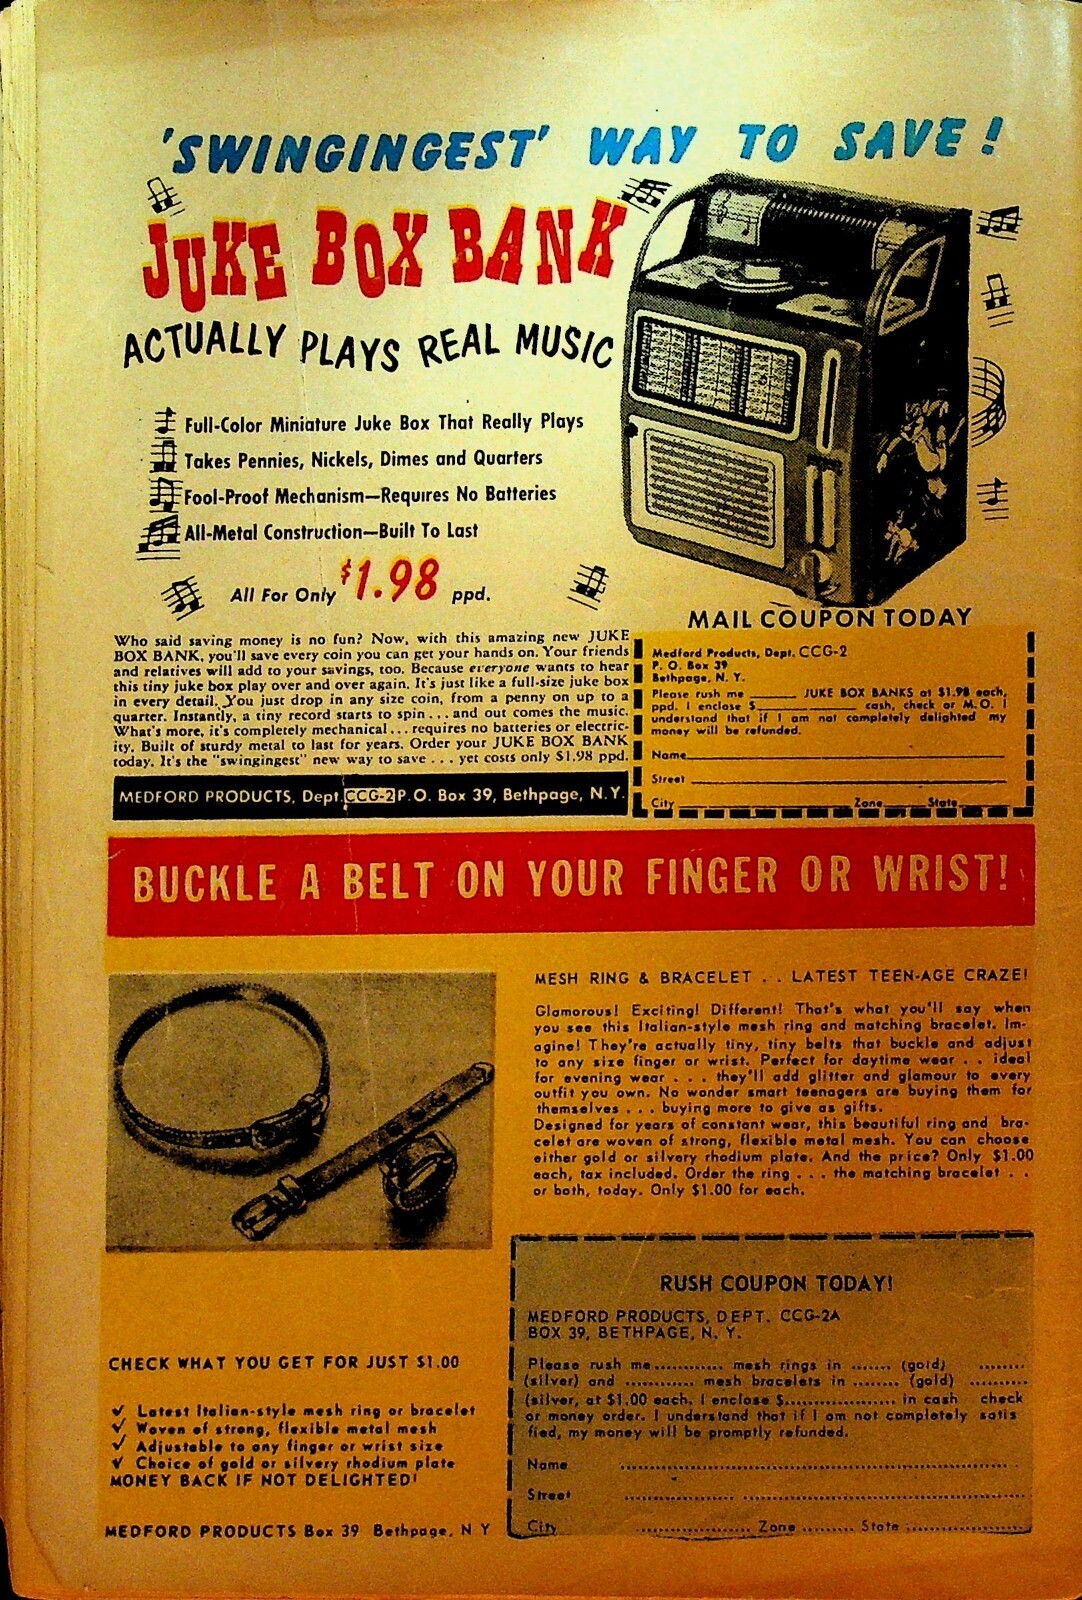 'SWINGINGEST' WAY TO SAVE!
JUKE BOX BANK
ACTUALLY PLAYS REAL MUSIC
Full-Color Miniature Juke Box That Really Plays
Takes Pennies, Nickels, Dimes and Quarters
Fool-Proof Mechanism—Requires No Batteries
All-Metal Construction—Built To Last
All For Only $1.98 ppd.
Who said saving money is no fun? Now, with this amazing new JUKE
BOX BANK, you'll save every coin you can get your hands on. Your friends
and relatives will add to your savings, too. Because everyone wants to hear
this tiny juke box play over and over again. It's just like a full-size juke box
in every detail. You just drop in any size coin, from a penny on up to a
quarter. Instantly, a tiny record starts to spin . . . and out comes the music.
What's more, it's completely mechanical . . . requires no batteries or electric-
ity. Built of sturdy metal to last for years. Order your JUKE BOX BANK
today. It's the "swingingest" new way to save . . . yet costs only $1.98 ppd.
MEDFORD PRODUCTS, Dept. CCG-2 P.O. Box 39, Bethpage, N.Y.
MAIL COUPON TODAY
Medford Products, Dept. CCG-2
P. O. Box 39
Bethpage, N. Y.
Please rush me ______ JUKE BOX BANKS at $1.98 each,
ppd. I enclose $______ cash, check or M.O. I
understand that if I am not completely delighted my
money will be refunded.
Name
Street
City Zone State
BUCKLE A BELT ON YOUR FINGER OR WRIST!
MESH RING & BRACELET . . LATEST TEEN-AGE CRAZE!
Glamorous! Exciting! Different! That's what you'll say when
you see this Italian-style mesh ring and matching bracelet. Im-
agine! They're actually tiny, tiny belts that buckle and adjust
to any size finger or wrist. Perfect for daytime wear . . ideal
for evening wear . . . they'll add glitter and glamour to every
outfit you own. No wonder smart teenagers are buying them for
themselves . . . buying more to give as gifts.
Designed for years of constant wear, this beautiful ring and bra-
celet are woven of strong, flexible metal mesh. You can choose
either gold or silvery rhodium plate. And the price? Only $1.00
each, tax included. Order the ring . . . the matching bracelet . .
or both, today. Only $1.00 for each.
RUSH COUPON TODAY!
MEDFORD PRODUCTS, DEPT. CCG-2A
BOX 39, BETHPAGE, N. Y.
Please rush me............ mesh rings in ....... (gold) ........
(silver) and ............ mesh bracelets in ........ (gold) ..........
(silver, at $1.00 each. I enclose $.................... in cash check
or money order. I understand that if I am not completely satis
fied, my money will be promptly refunded.
Name
Street
City Zone State
CHECK WHAT YOU GET FOR JUST $1.00
✓ Latest Italian-style mesh ring or bracelet
✓ Woven of strong, flexible metal mesh
✓ Adjustable to any finger or wrist size
✓ Choice of gold or silvery rhodium plate
MONEY BACK IF NOT DELIGHTED!
MEDFORD PRODUCTS Box 39 Bethpage, N Y